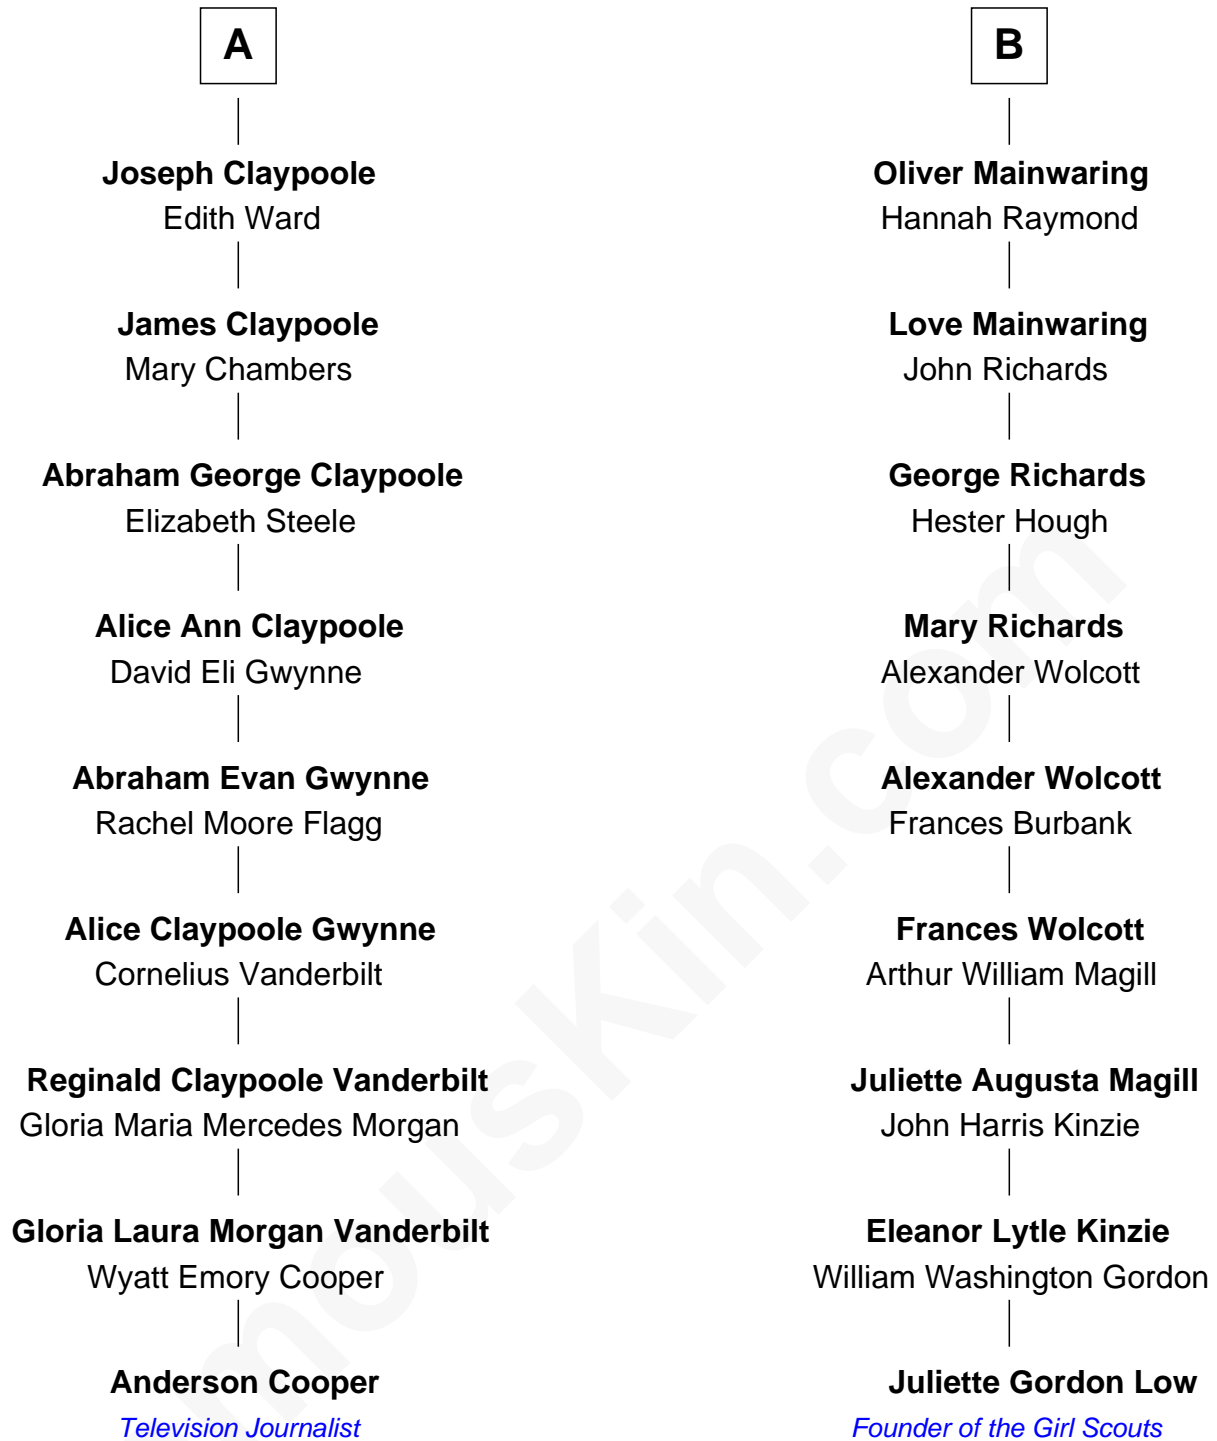 A
Joseph Claypoole
Edith Ward
James Claypoole
Mary Chambers
Abraham George Claypoole
Elizabeth Steele
Alice Ann Claypoole
David Eli Gwynne
Abraham Evan Gwynne
Rachel Moore Flagg
Alice Claypoole Gwynne
Cornelius Vanderbilt
Reginald Claypoole Vanderbilt
Gloria Maria Mercedes Morgan
Gloria Laura Morgan Vanderbilt
Wyatt Emory Cooper
Anderson Cooper
Television Journalist
B
Oliver Mainwaring
Hannah Raymond
Love Mainwaring
John Richards
George Richards
Hester Hough
Mary Richards
Alexander Wolcott
Alexander Wolcott
Frances Burbank
Frances Wolcott
Arthur William Magill
Juliette Augusta Magill
John Harris Kinzie
Eleanor Lytle Kinzie
William Washington Gordon
Juliette Gordon Low
Founder of the Girl Scouts
mousKin.com